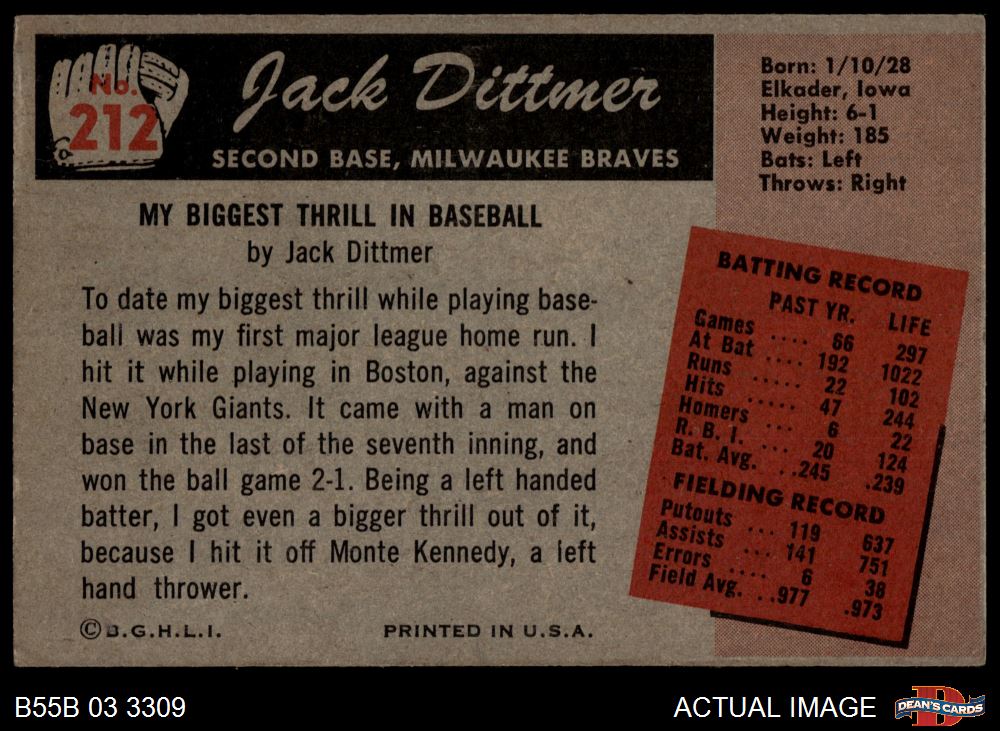 No.
212
Jack Dittmer
SECOND BASE, MILWAUKEE BRAVES
Born: 1/10/28
Elkader, Iowa
Height: 6-1
Weight: 185
Bats: Left
Throws: Right
MY BIGGEST THRILL IN BASEBALL
by Jack Dittmer
To date my biggest thrill while playing base-
ball was my first major league home run. I
hit it while playing in Boston, against the
New York Giants. It came with a man on
base in the last of the seventh inning, and
won the ball game 2-1. Being a left handed
batter, I got even a bigger thrill out of it,
because I hit it off Monte Kennedy, a left
hand thrower.
©B.G.H.L.I. PRINTED IN U.S.A.
BATTING RECORD
PAST YR. LIFE
Games .... 66 297
At Bat .... 192 1022
Runs ..... 22 102
Hits ..... 47 244
Homers ... 6 22
R. B. I. ... 20 124
Bat. Avg. . .245 .239
FIELDING RECORD
Putouts ... 119 637
Assists ... 141 751
Errors .... 6 38
Field Avg. . .977 .973
B55B 03 3309 ACTUAL IMAGE
D
DEAN'S CARDS